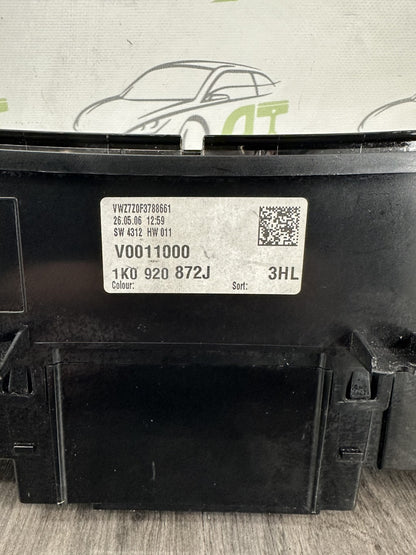 VWZ7Z0F3788661
26.05.06 12:59
SW 4312 HW 011
V0011000
1K0 920 872J 3HL
Colour: Sort: